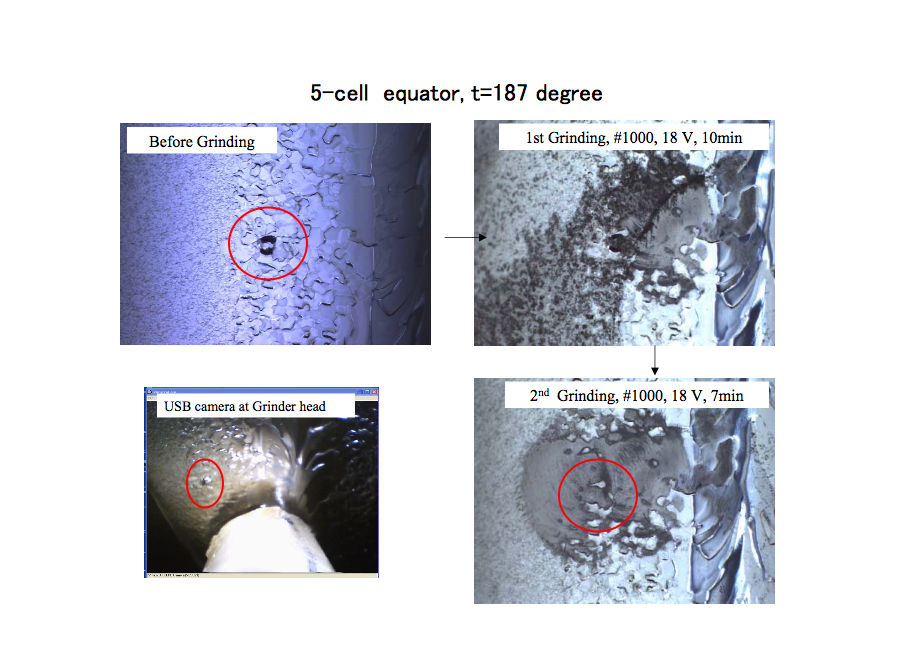 5-cell equator, t=187 degree
Before Grinding
1st Grinding, #1000, 18 V, 10min
USB camera at Grinder head
2nd Grinding, #1000, 18 V, 7min